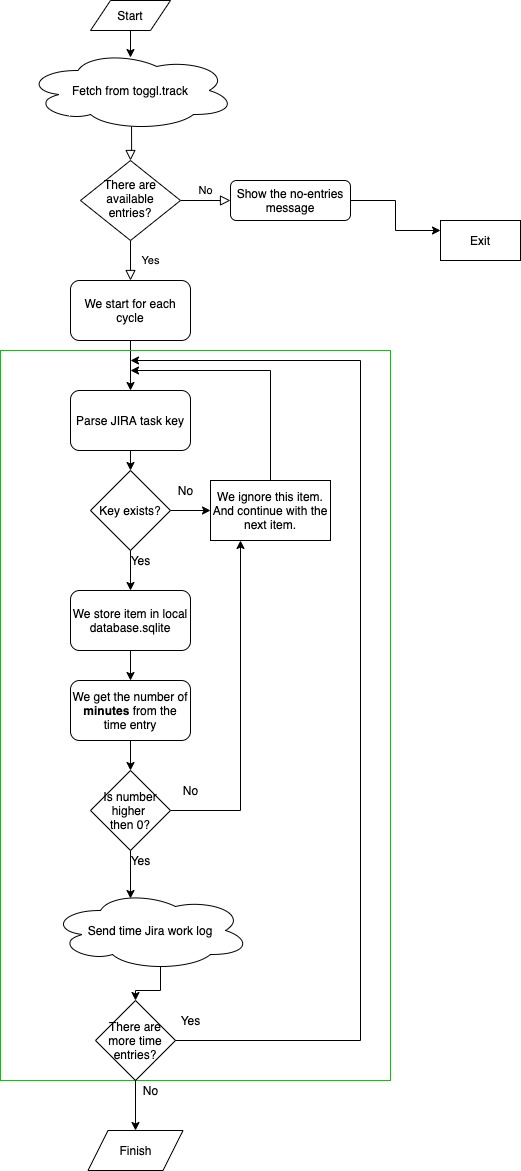 Start
Fetch from toggl.track
There are
available
entries?
No
Show the no-entries
message
Exit
Yes
We start for each
cycle
Parse JIRA task key
Key exists?
No
We ignore this item.
And continue with the
next item.
Yes
We store item in local
database.sqlite
We get the number of
minutes from the
time entry
Is number
higher
then 0?
No
Yes
Send time Jira work log
There are
more time
entries?
Yes
No
Finish